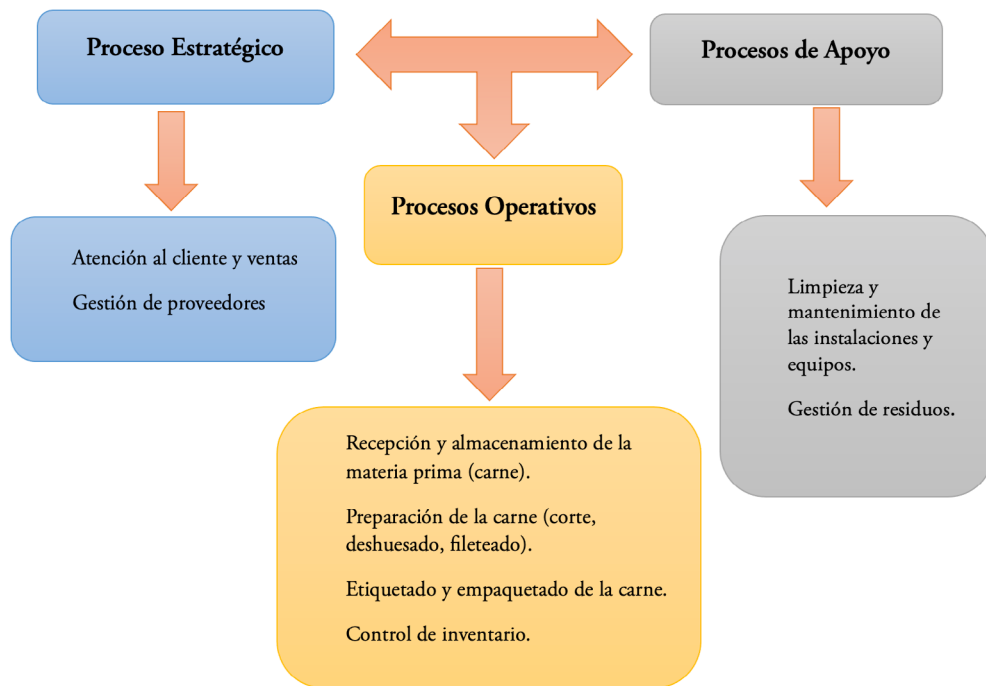 Proceso Estratégico
Procesos de Apoyo
Procesos Operativos
Atención al cliente y ventas
Gestión de proveedores
Limpieza y
mantenimiento de
las instalaciones y
equipos.
Gestión de residuos.
Recepción y almacenamiento de la
materia prima (carne).
Preparación de la carne (corte,
deshuesado, fileteado).
Etiquetado y empaquetado de la carne.
Control de inventario.